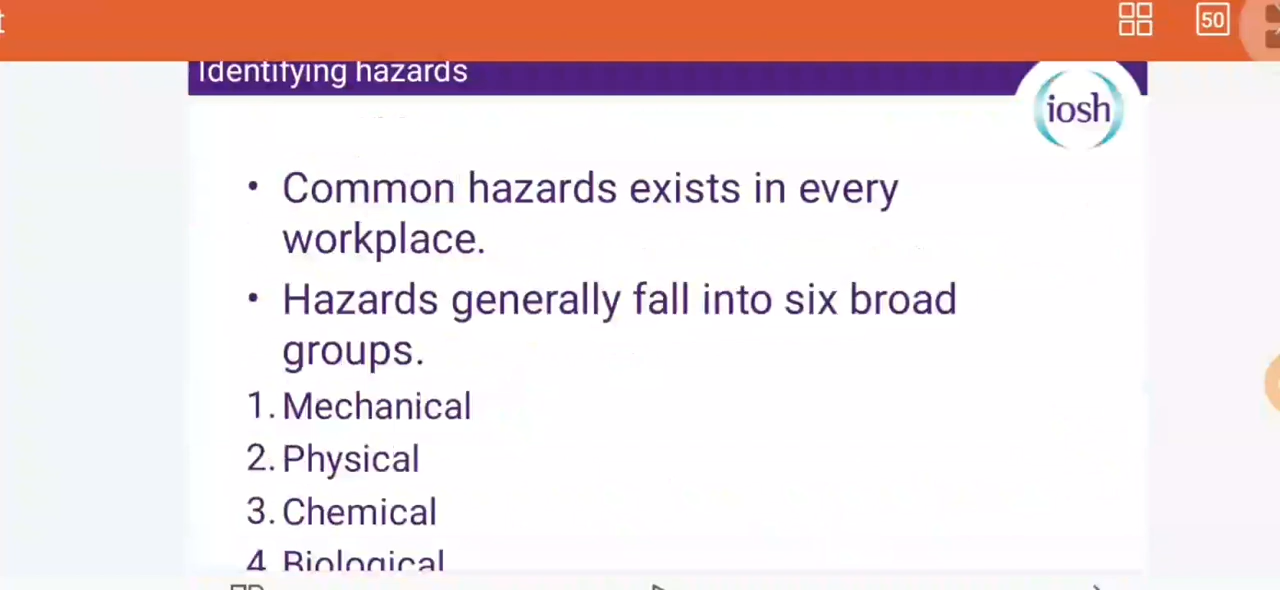 t
50
Identifying hazards
iosh
• Common hazards exists in every
workplace.
• Hazards generally fall into six broad
groups.
1. Mechanical
2. Physical
3. Chemical
4 Biological